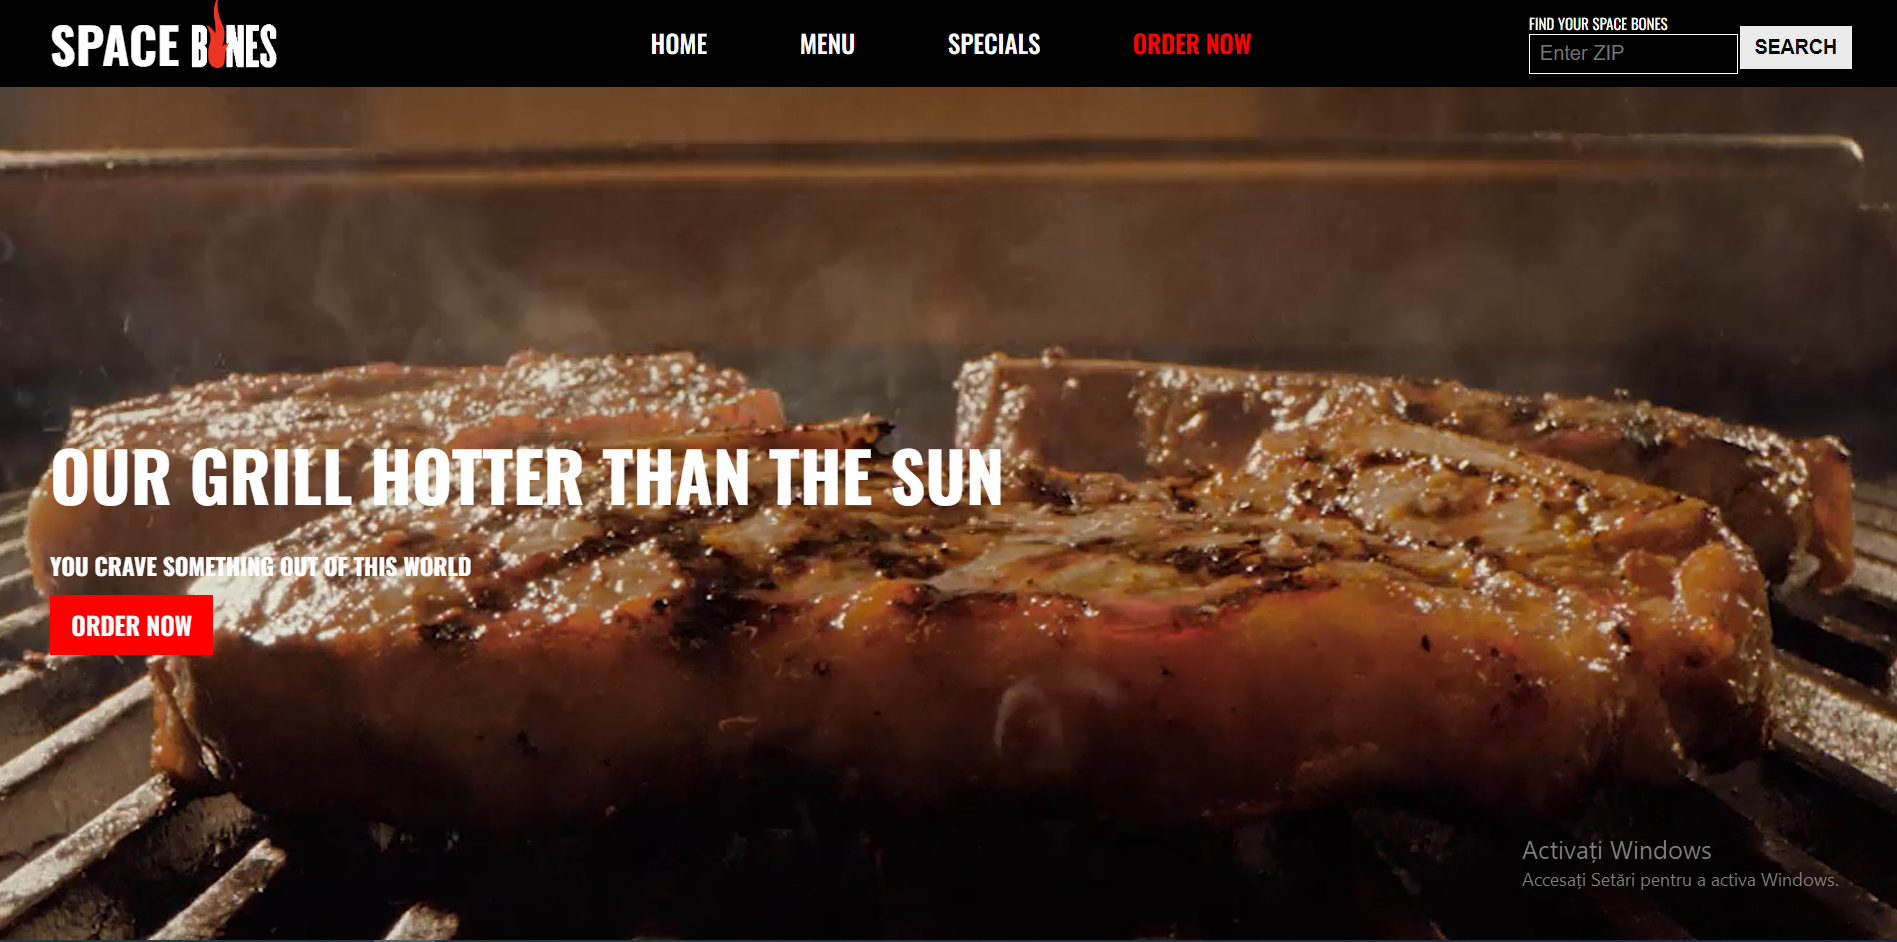 SPACE BONES
HOME
MENU
SPECIALS
ORDER NOW
FIND YOUR SPACE BONES
Enter ZIP
SEARCH
OUR GRILL HOTTER THAN THE SUN
YOU CRAVE SOMETHING OUT OF THIS WORLD
ORDER NOW
Activați Windows
Accesați Setări pentru a activa Windows.